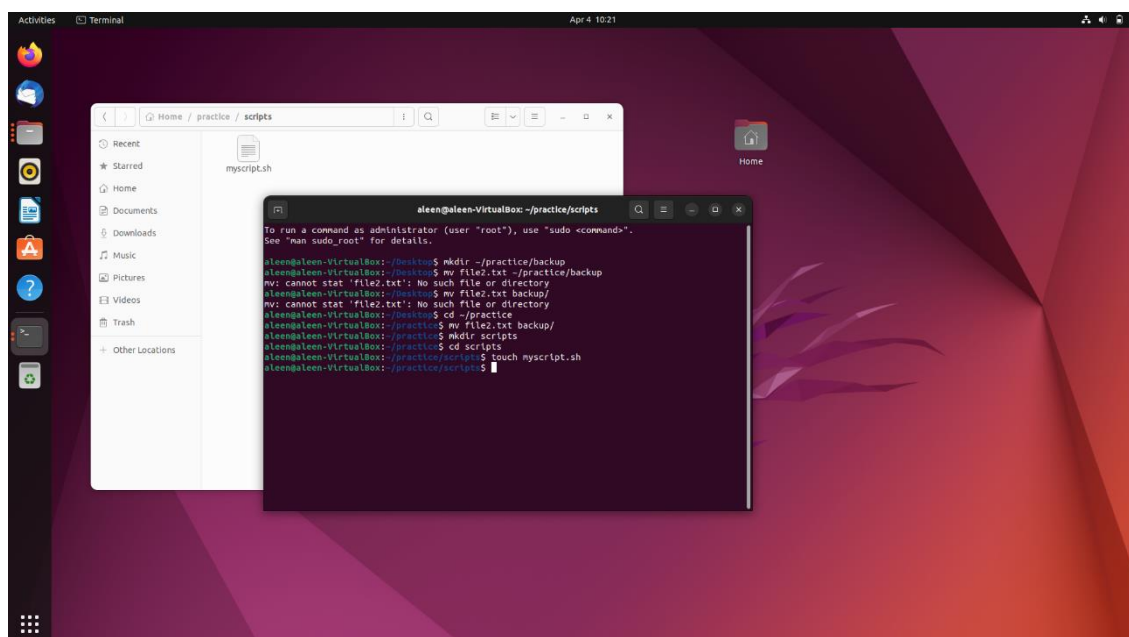 Activities Terminal Apr 4 10:21
Home / practice / scripts
Recent
Starred
Home
Documents
Downloads
Music
Pictures
Videos
Trash
+ Other Locations
myscript.sh
Home
aleen@aleen-VirtualBox: ~/practice/scripts
To run a command as administrator (user "root"), use "sudo <command>".
See "man sudo_root" for details.
aleen@aleen-VirtualBox:~/Desktop$ mkdir ~/practice/backup
aleen@aleen-VirtualBox:~/Desktop$ mv file2.txt ~/practice/backup
mv: cannot stat 'file2.txt': No such file or directory
aleen@aleen-VirtualBox:~/Desktop$ mv file2.txt backup/
mv: cannot stat 'file2.txt': No such file or directory
aleen@aleen-VirtualBox:~/Desktop$ cd ~/practice
aleen@aleen-VirtualBox:~/practice$ mv file2.txt backup/
aleen@aleen-VirtualBox:~/practice$ mkdir scripts
aleen@aleen-VirtualBox:~/practice$ cd scripts
aleen@aleen-VirtualBox:~/practice/scripts$ touch myscript.sh
aleen@aleen-VirtualBox:~/practice/scripts$